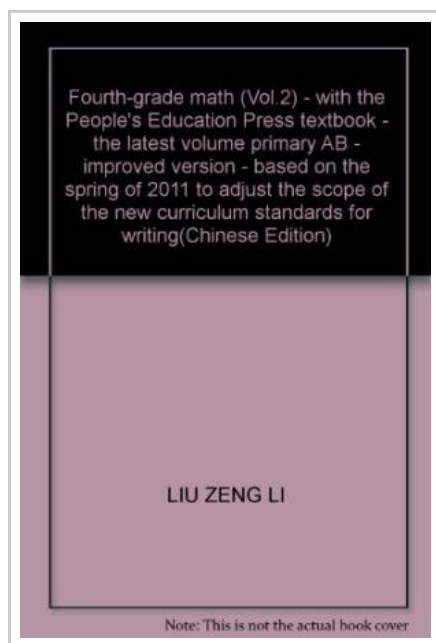 Fourth-grade math (Vol.2) - with the
People's Education Press textbook -
the latest volume primary AB -
improved version - based on the
spring of 2011 to adjust the scope of
the new curriculum standards for
writing(Chinese Edition)
LIU ZENG LI
Note: This is not the actual book cover